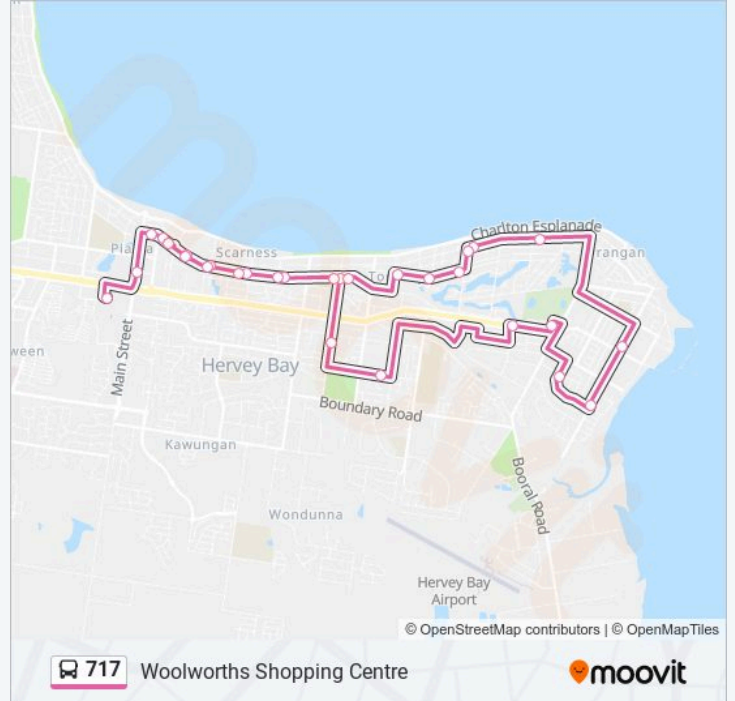 Charlton Esplanade
rangan
Scarness
Pialba
To
Main Street
ween
Hervey Bay
Boundary Road
Kawungan
Booral Road
Wondunna
Hervey Bay
Airport
© OpenStreetMap contributors | © OpenMapTiles
717 Woolworths Shopping Centre
moovit